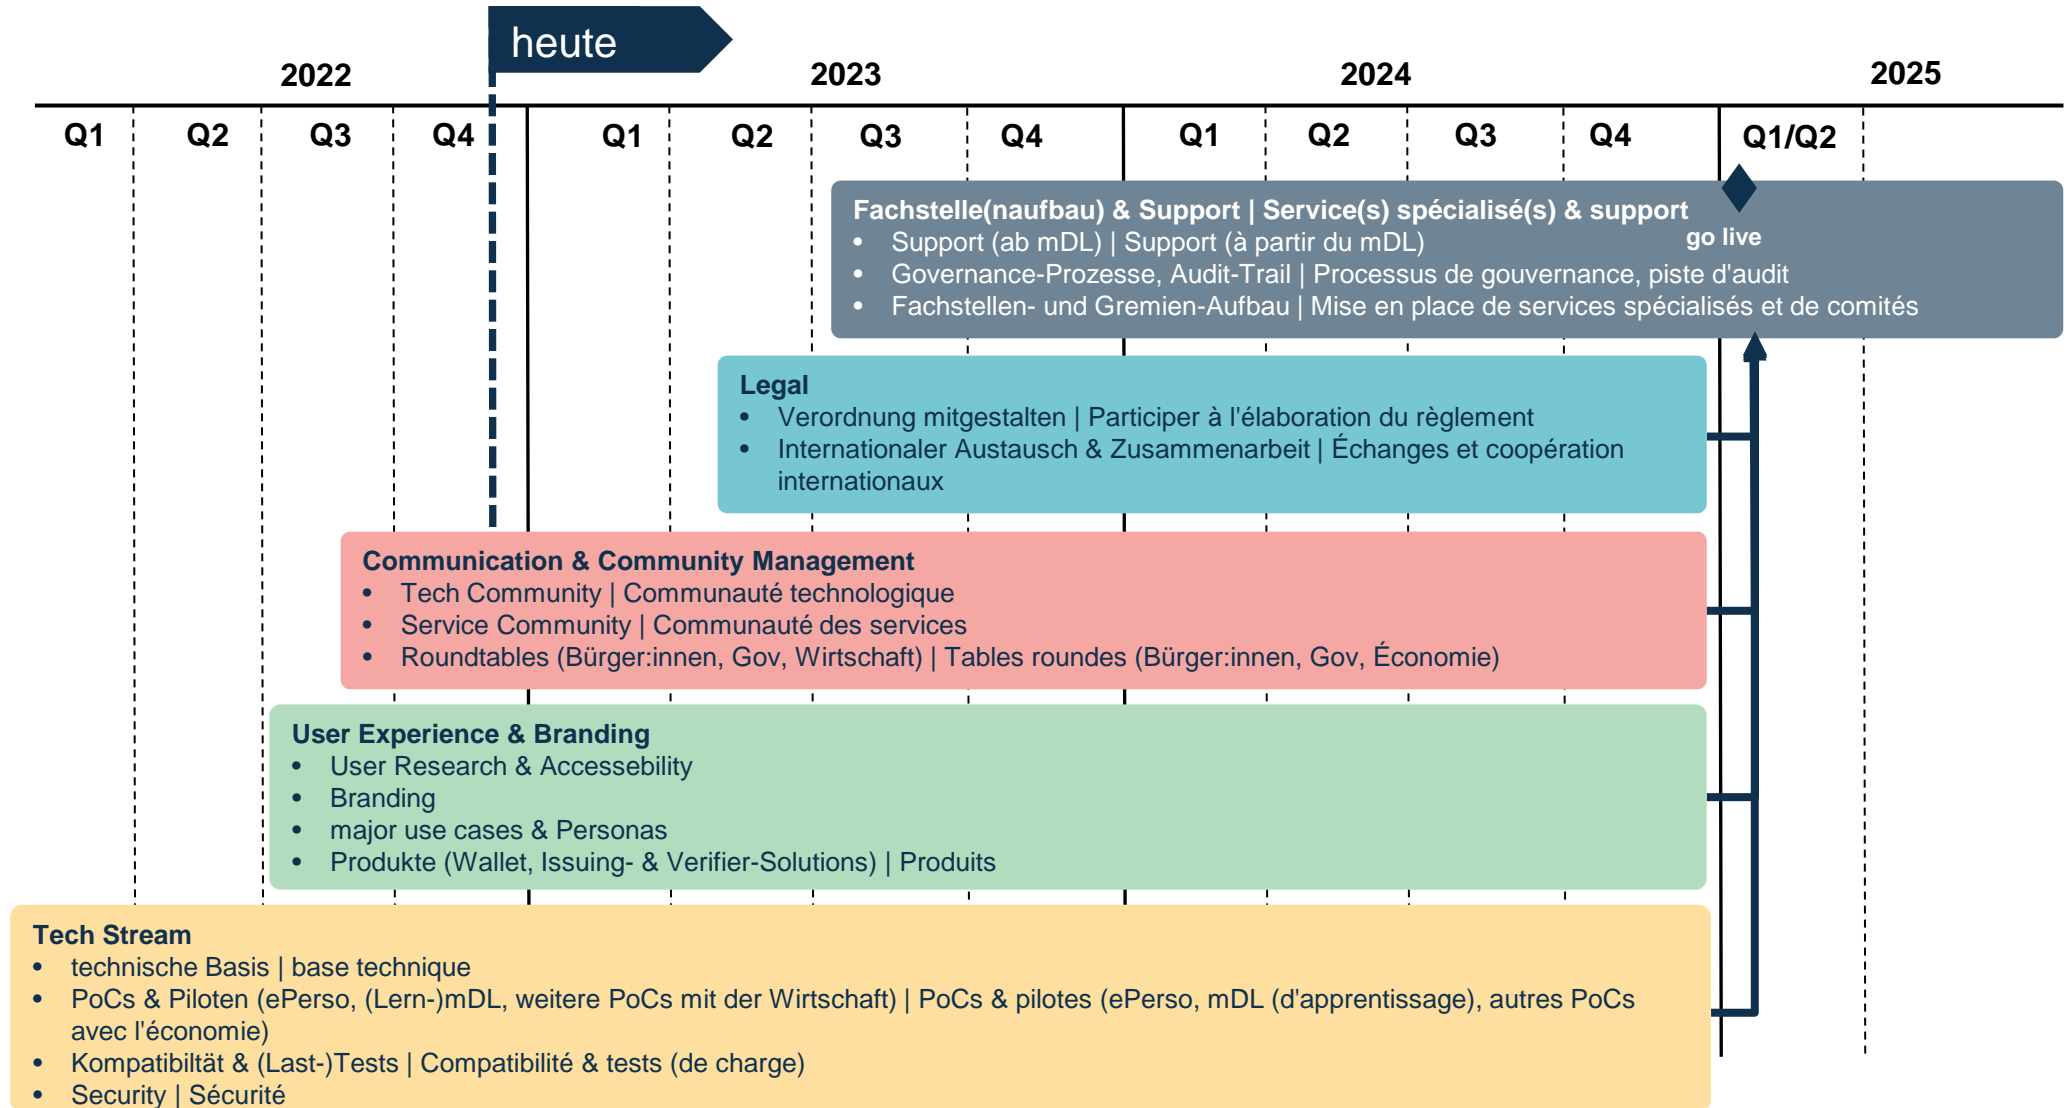 heute
2022 2023 2024 2025
Q1 Q2 Q3 Q4 Q1 Q2 Q3 Q4 Q1 Q2 Q3 Q4 Q1/Q2
Fachstelle(naufbau) & Support | Service(s) spécialisé(s) & support
• Support (ab mDL) | Support (à partir du mDL)
go live
• Governance-Prozesse, Audit-Trail | Processus de gouvernance, piste d'audit
• Fachstellen- und Gremien-Aufbau | Mise en place de services spécialisés et de comités
Legal
• Verordnung mitgestalten | Participer à l'élaboration du règlement
• Internationaler Austausch & Zusammenarbeit | Échanges et coopération
internationaux
Communication & Community Management
• Tech Community | Communauté technologique
• Service Community | Communauté des services
• Roundtables (Bürger:innen, Gov, Wirtschaft) | Tables roundes (Bürger:innen, Gov, Économie)
User Experience & Branding
• User Research & Accessebility
• Branding
• major use cases & Personas
• Produkte (Wallet, Issuing- & Verifier-Solutions) | Produits
Tech Stream
• technische Basis | base technique
• PoCs & Piloten (ePerso, (Lern-)mDL, weitere PoCs mit der Wirtschaft) | PoCs & pilotes (ePerso, mDL (d'apprentissage), autres PoCs
avec l'économie)
• Kompatibiltät & (Last-)Tests | Compatibilité & tests (de charge)
• Security | Sécurité